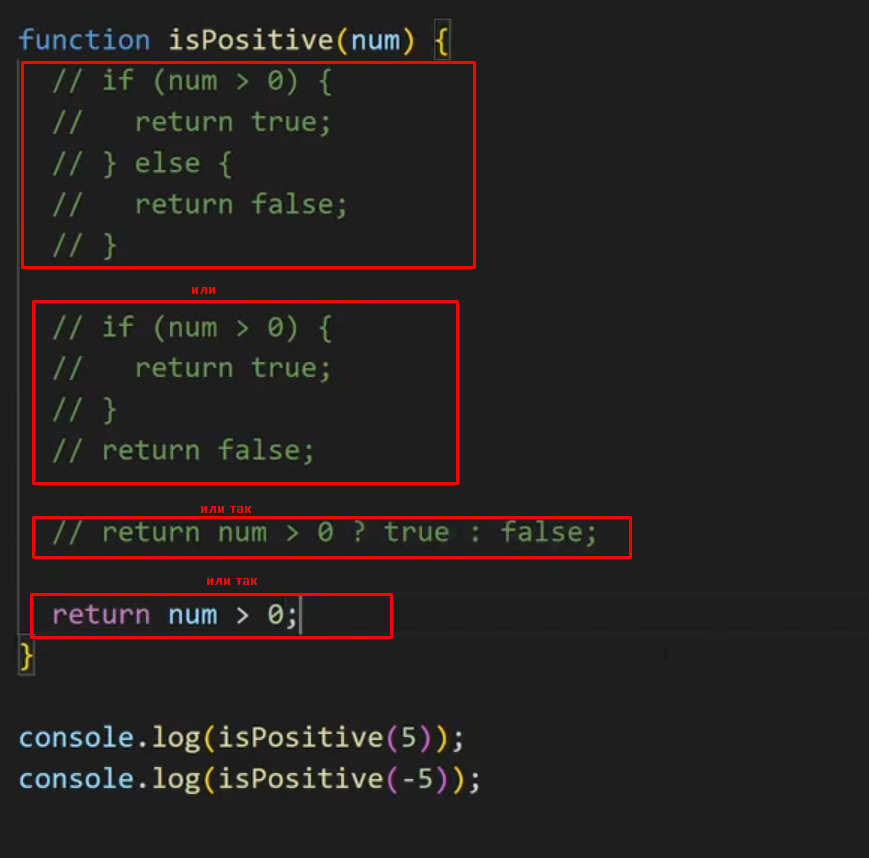 function isPositive(num) {
// if (num > 0) {
//   return true;
// } else {
//   return false;
// }
или
// if (num > 0) {
//   return true;
// }
// return false;
или так
// return num > 0 ? true : false;
или так
return num > 0;
}
console.log(isPositive(5));
console.log(isPositive(-5));